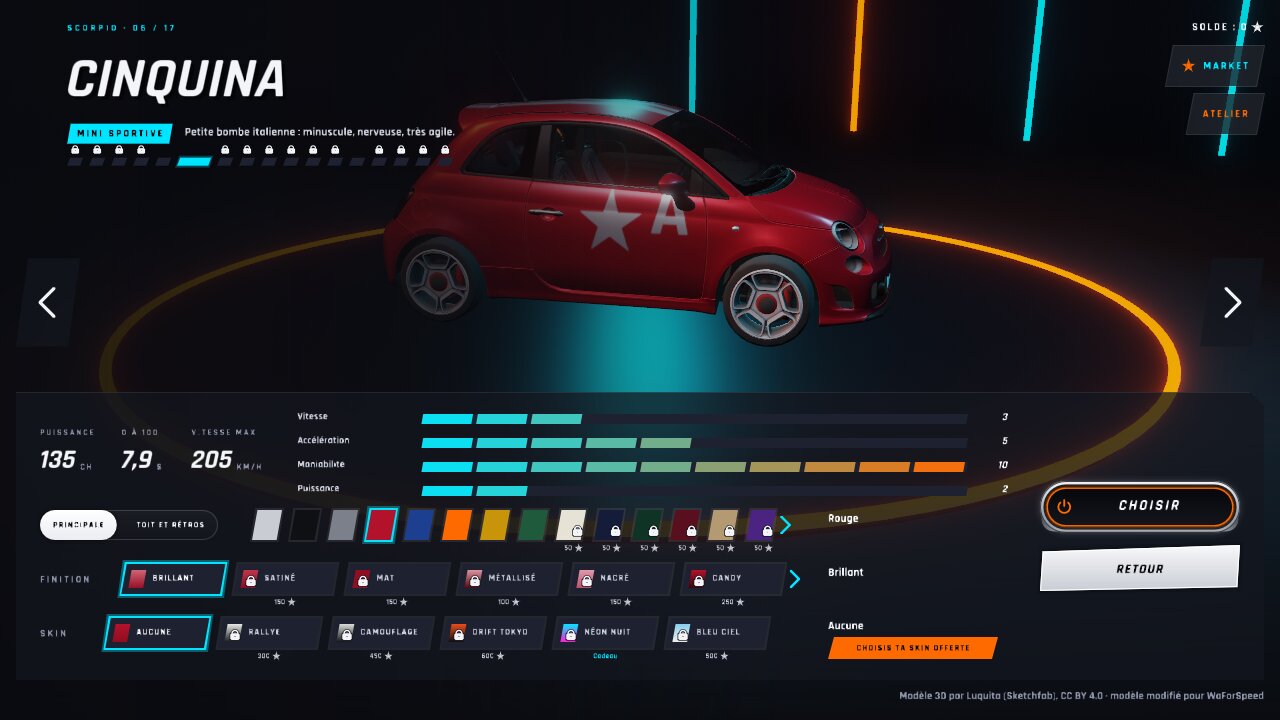 SCORPIO · 06 / 17
SOLDE : 0 ★
CINQUINA
★ MARKET
ATELIER
MINI SPORTIVE
Petite bombe italienne : minuscule, nerveuse, très agile.
★ A
PUISSANCE
135 CH
0 À 100
7,9 s
V.TESSE MAX
205 KM/H
Vitesse 3
Accélération 5
Maniabilité 10
Puissance 2
PRINCIPALE
TOIT ET RÉTROS
50 ★ 50 ★ 50 ★ 50 ★ 50 ★ 50 ★
Rouge
CHOISIR
RETOUR
FINITION
BRILLANT SATINÉ MAT MÉTALLISÉ NACRÉ CANDY
150 ★ 150 ★ 100 ★ 150 ★ 250 ★
Brillant
SKIN
AUCUNE RALLYE CAMOUFLAGE DRIFT TOKYO NÉON NUIT BLEU CIEL
300 ★ 450 ★ 600 ★ Cadeau 500 ★
Aucune
CHOISIS TA SKIN OFFERTE
Modèle 3D par Luquita (Sketchfab), CC BY 4.0 · modèle modifié pour WaForSpeed